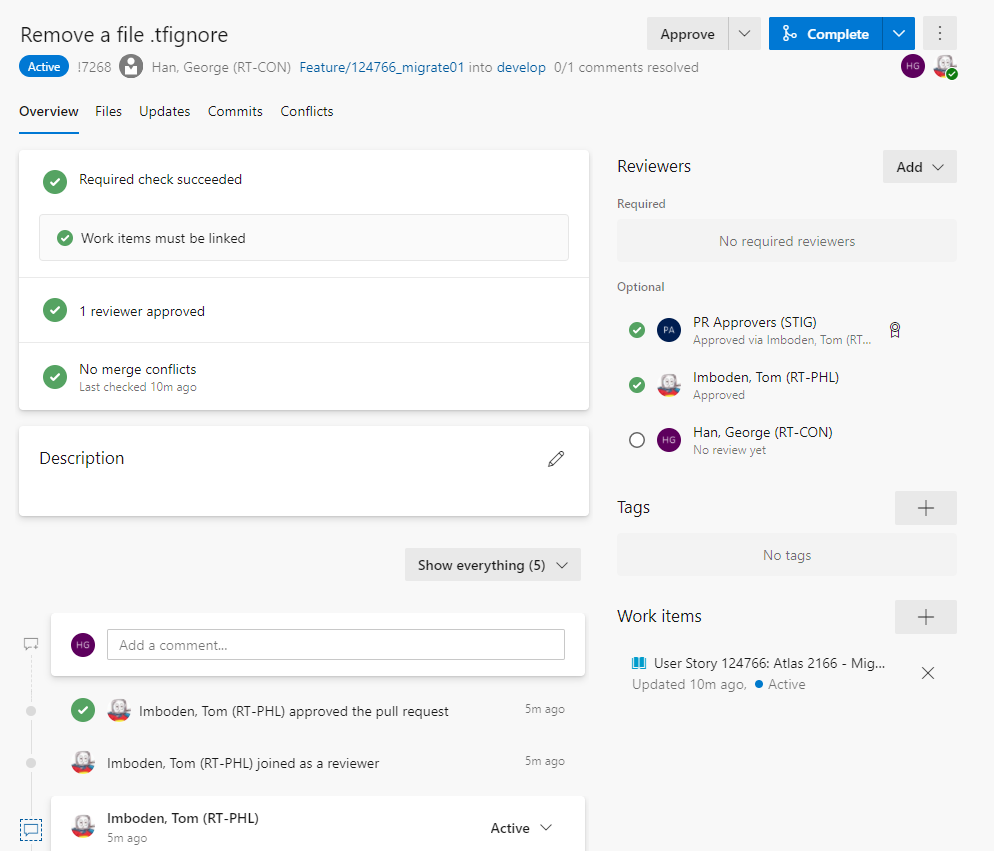 Remove a file .tfignore
Approve
Complete
Active !7268 Han, George (RT-CON) Feature/124766_migrate01 into develop 0/1 comments resolved
HG
Overview Files Updates Commits Conflicts
Required check succeeded
Work items must be linked
1 reviewer approved
No merge conflicts
Last checked 10m ago
Description
Show everything (5)
HG Add a comment...
Imboden, Tom (RT-PHL) approved the pull request 5m ago
Imboden, Tom (RT-PHL) joined as a reviewer 5m ago
Imboden, Tom (RT-PHL)
5m ago
Active
Reviewers
Add
Required
No required reviewers
Optional
PA PR Approvers (STIG)
Approved via Imboden, Tom (RT...
Imboden, Tom (RT-PHL)
Approved
HG Han, George (RT-CON)
No review yet
Tags
No tags
Work items
User Story 124766: Atlas 2166 - Mig...
Updated 10m ago, Active